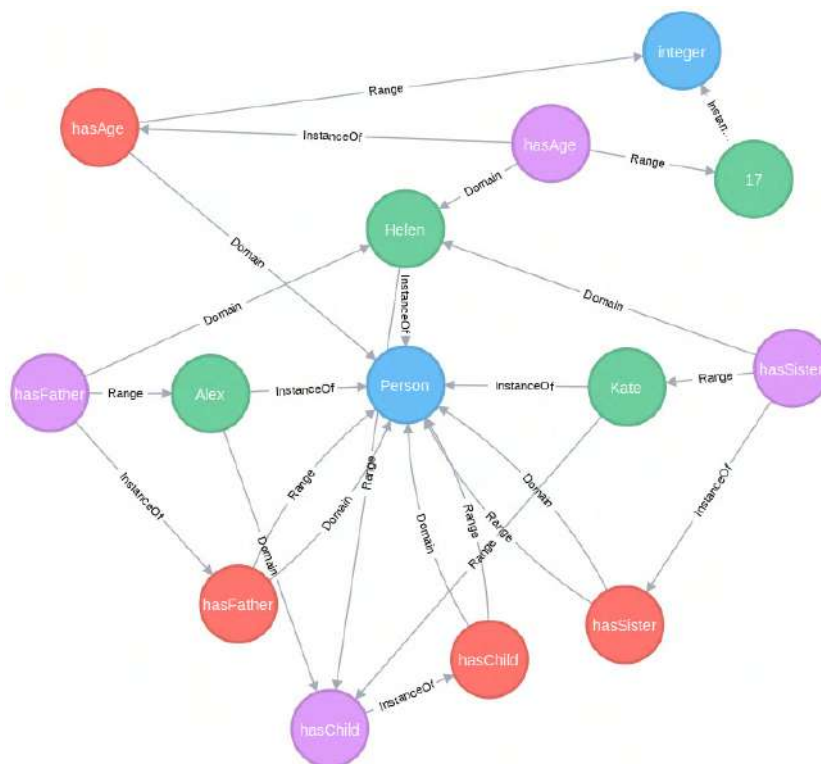 integer
Range
hasAge
InstanceOf
hasAge
Instan...
Range
17
Domain
Helen
Domain
InstanceOf
Domain
Domain
hasFather
Range
Alex
InstanceOf
Person
InstanceOf
Kate
Range
hasSister
InstanceOf
Range
Range
Domain
Domain
Range
Domain
Range
Range
InstanceOf
Domain
hasFather
hasChild
hasSister
InstanceOf
hasChild